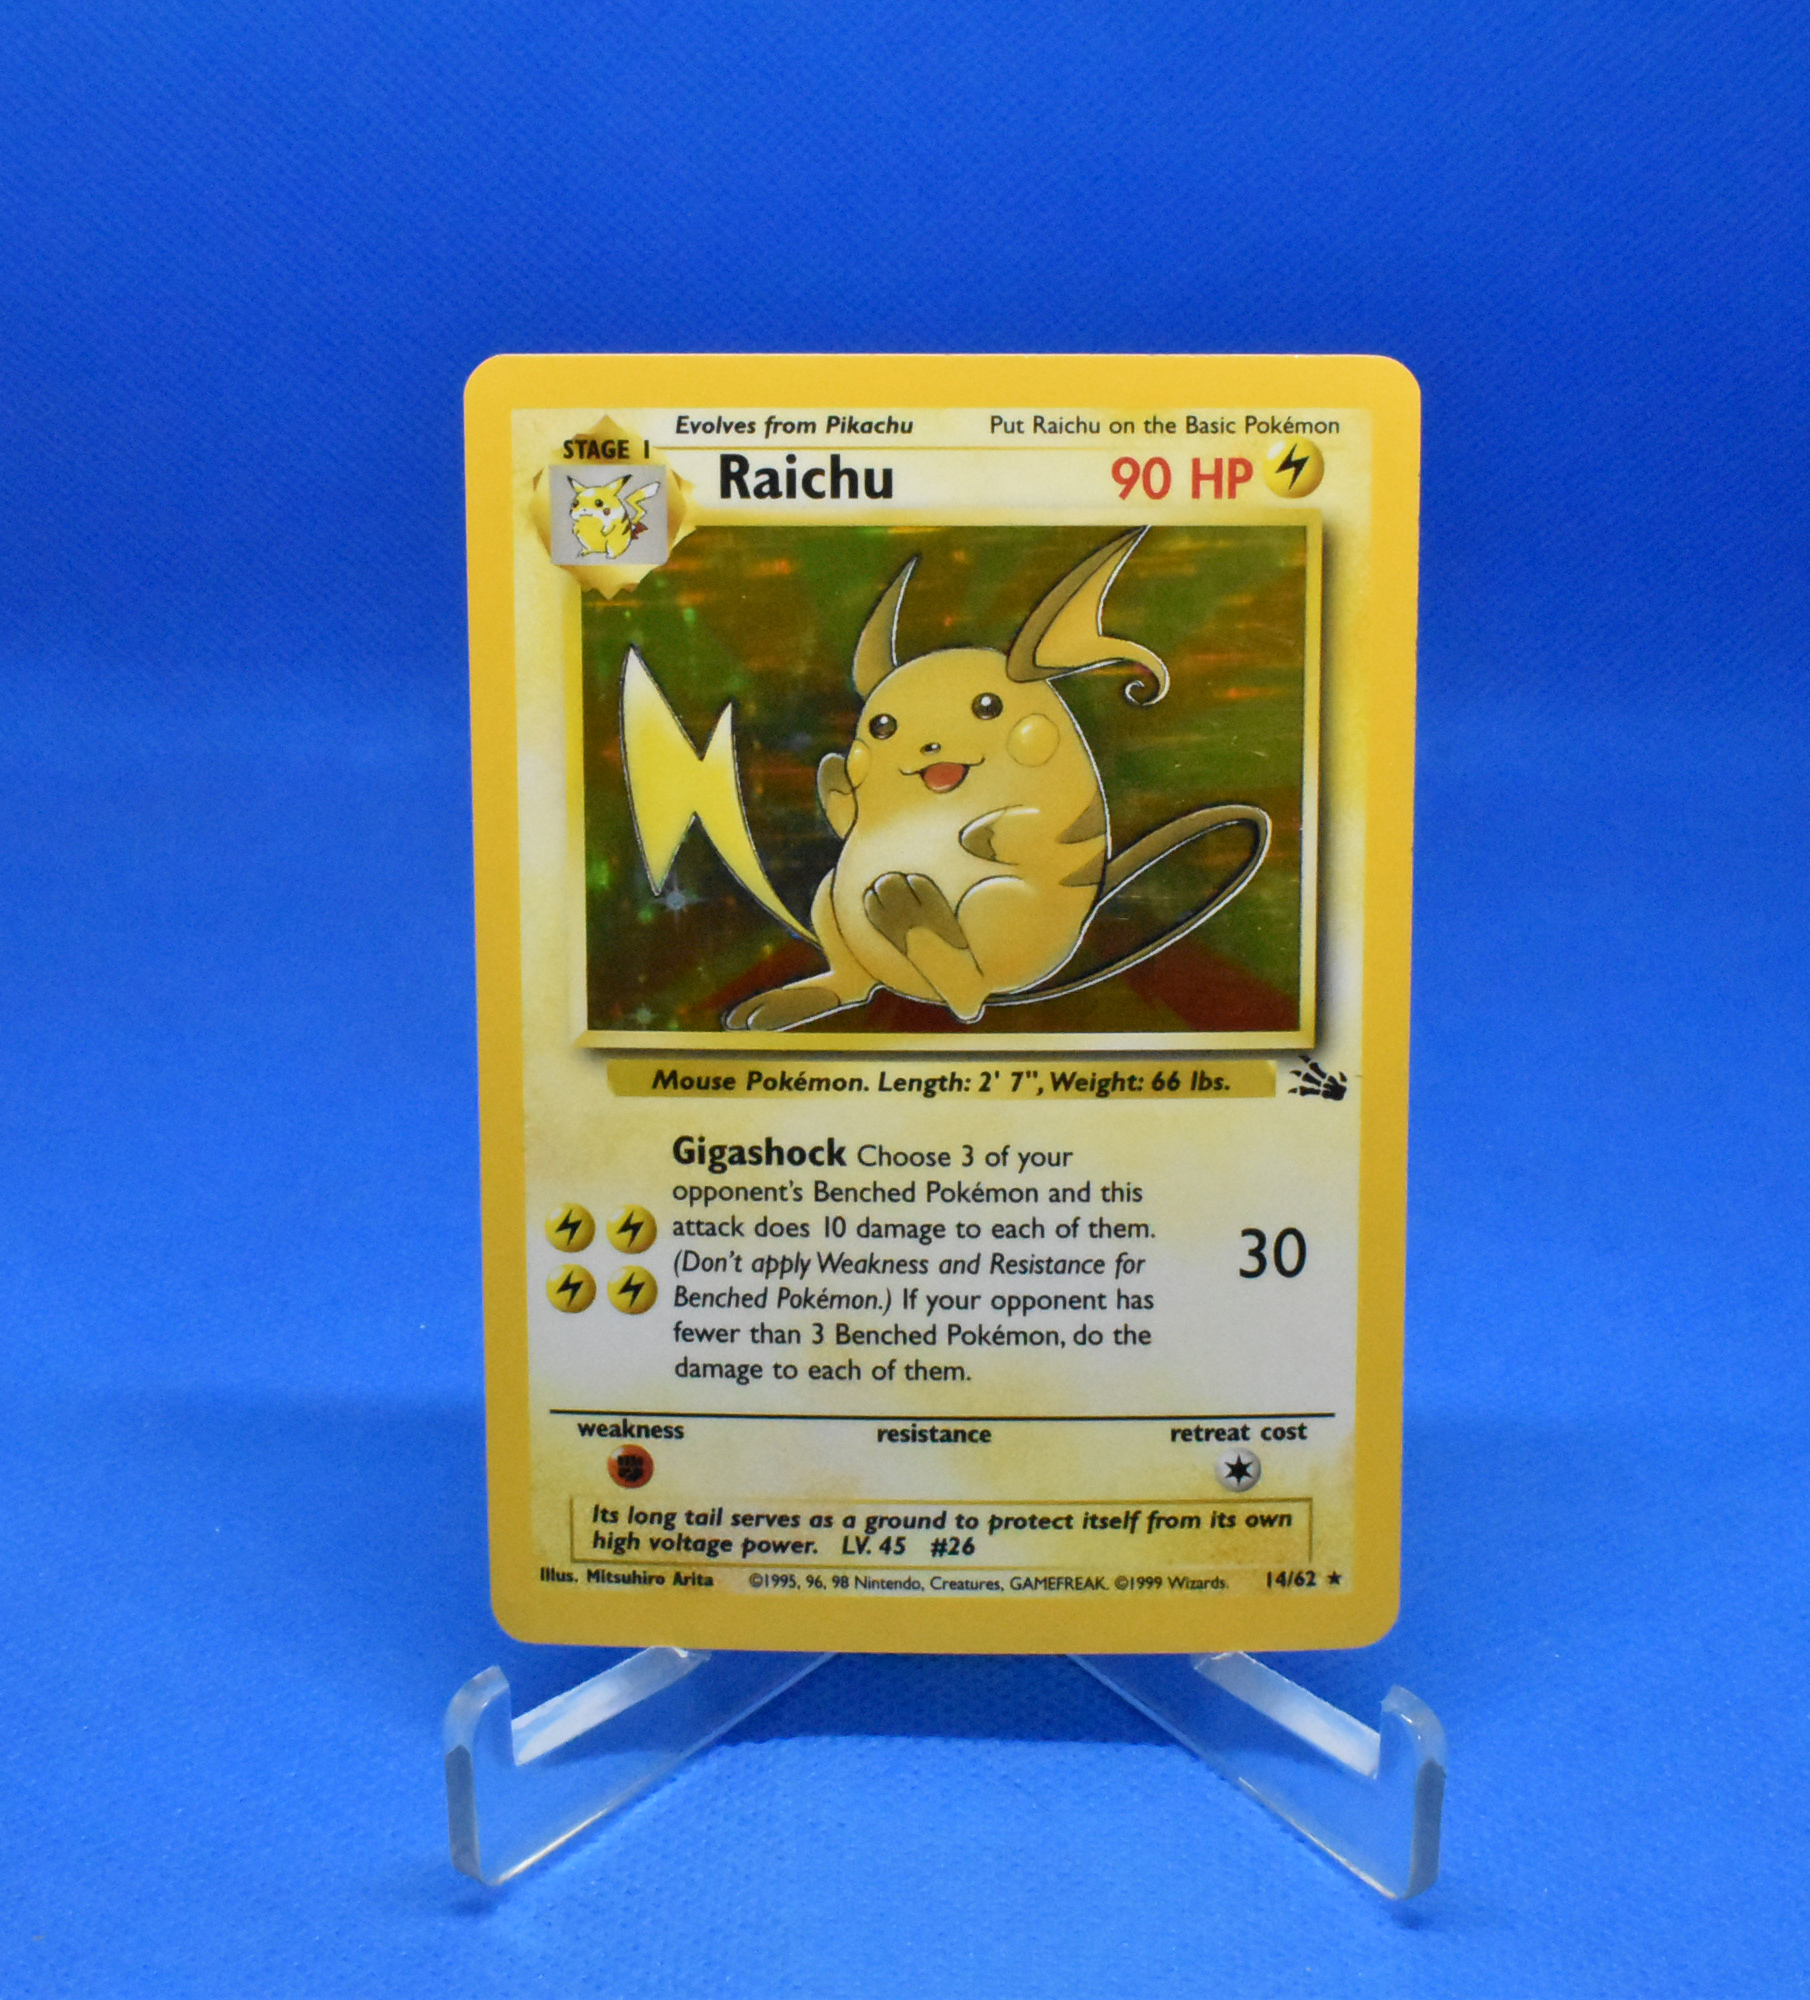 Evolves from Pikachu Put Raichu on the Basic Pokémon
STAGE 1
Raichu 90 HP
Mouse Pokémon. Length: 2' 7", Weight: 66 lbs.
Gigashock Choose 3 of your
opponent's Benched Pokémon and this
attack does 10 damage to each of them.
(Don't apply Weakness and Resistance for
Benched Pokémon.) If your opponent has
fewer than 3 Benched Pokémon, do the
damage to each of them.
30
weakness resistance retreat cost
Its long tail serves as a ground to protect itself from its own
high voltage power. LV. 45 #26
Illus. Mitsuhiro Arita ©1995, 96, 98 Nintendo, Creatures, GAMEFREAK. ©1999 Wizards. 14/62 ★